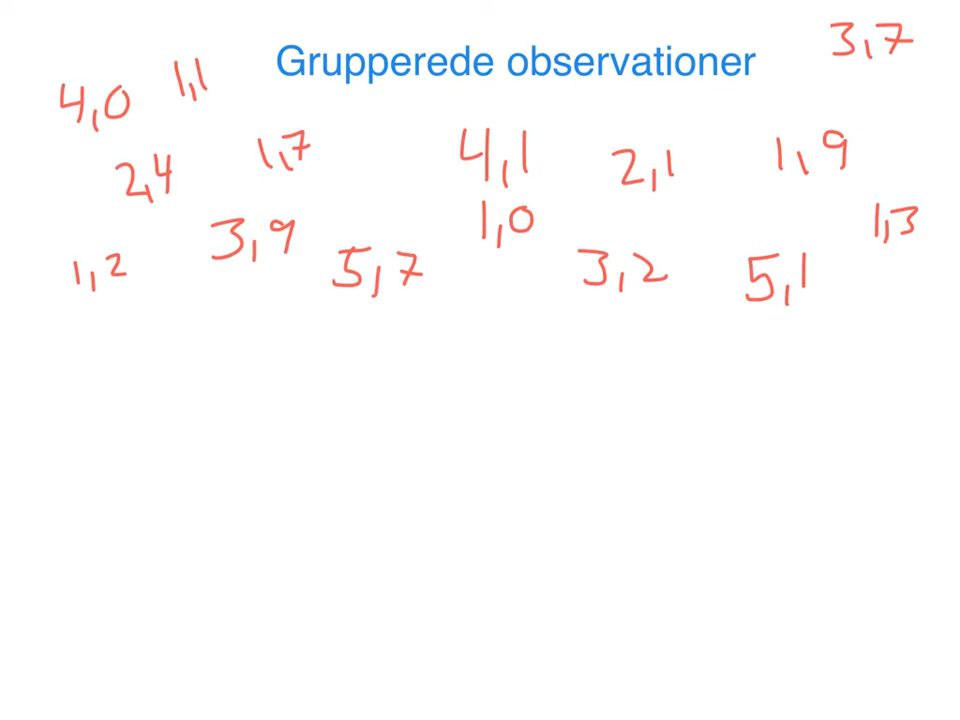 3,7
Grupperede observationer
4,0 1,1
2,4 1,7 4,1 2,1 1,9
3,9 1,0 1,3
1,2 5,7 3,2 5,1